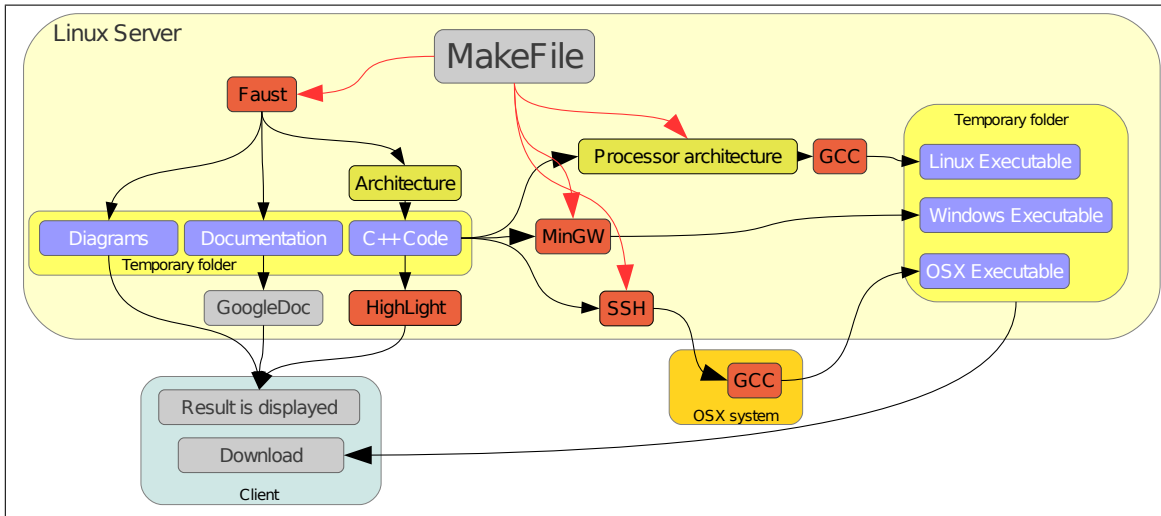 Linux Server
MakeFile
Faust
Temporary folder
Processor architecture
GCC
Linux Executable
Architecture
Windows Executable
Diagrams
Documentation
C++ Code
MinGW
Temporary folder
OSX Executable
GoogleDoc
HighLight
SSH
GCC
OSX system
Result is displayed
Download
Client